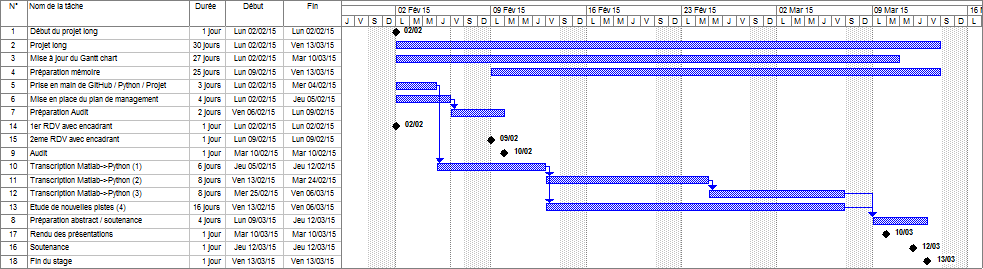 N° Nom de la tâche Durée Début Fin
02 Fév 15 09 Fév 15 16 Fév 15 23 Fév 15 02 Mar 15 09 Mar 15 16 M
J V S D L M M J V S D L M M J V S D L M M J V S D L M M J V S D L M M J V S D L M M J V S D L
1 Début du projet long 1 jour Lun 02/02/15 Lun 02/02/15 02/02
2 Projet long 30 jours Lun 02/02/15 Ven 13/03/15
3 Mise à jour du Gantt chart 27 jours Lun 02/02/15 Mar 10/03/15
4 Préparation mémoire 25 jours Lun 09/02/15 Ven 13/03/15
5 Prise en main de GitHub / Python / Projet 3 jours Lun 02/02/15 Mer 04/02/15
6 Mise en place du plan de management 4 jours Lun 02/02/15 Jeu 05/02/15
7 Préparation Audit 2 jours Ven 06/02/15 Lun 09/02/15
14 1er RDV avec encadrant 1 jour Lun 02/02/15 Lun 02/02/15 02/02
15 2eme RDV avec encadrant 1 jour Lun 09/02/15 Lun 09/02/15 09/02
9 Audit 1 jour Mar 10/02/15 Mar 10/02/15 10/02
10 Transcription Matlab->Python (1) 6 jours Jeu 05/02/15 Jeu 12/02/15
11 Transcription Matlab->Python (2) 8 jours Ven 13/02/15 Mar 24/02/15
12 Transcription Matlab->Python (3) 8 jours Mer 25/02/15 Ven 06/03/15
13 Etude de nouvelles pistes (4) 16 jours Ven 13/02/15 Ven 06/03/15
8 Préparation abstract / soutenance 4 jours Lun 09/03/15 Jeu 12/03/15
17 Rendu des présentations 1 jour Mar 10/03/15 Mar 10/03/15 10/03
16 Soutenance 1 jour Jeu 12/03/15 Jeu 12/03/15 12/03
18 Fin du stage 1 jour Ven 13/03/15 Ven 13/03/15 13/03